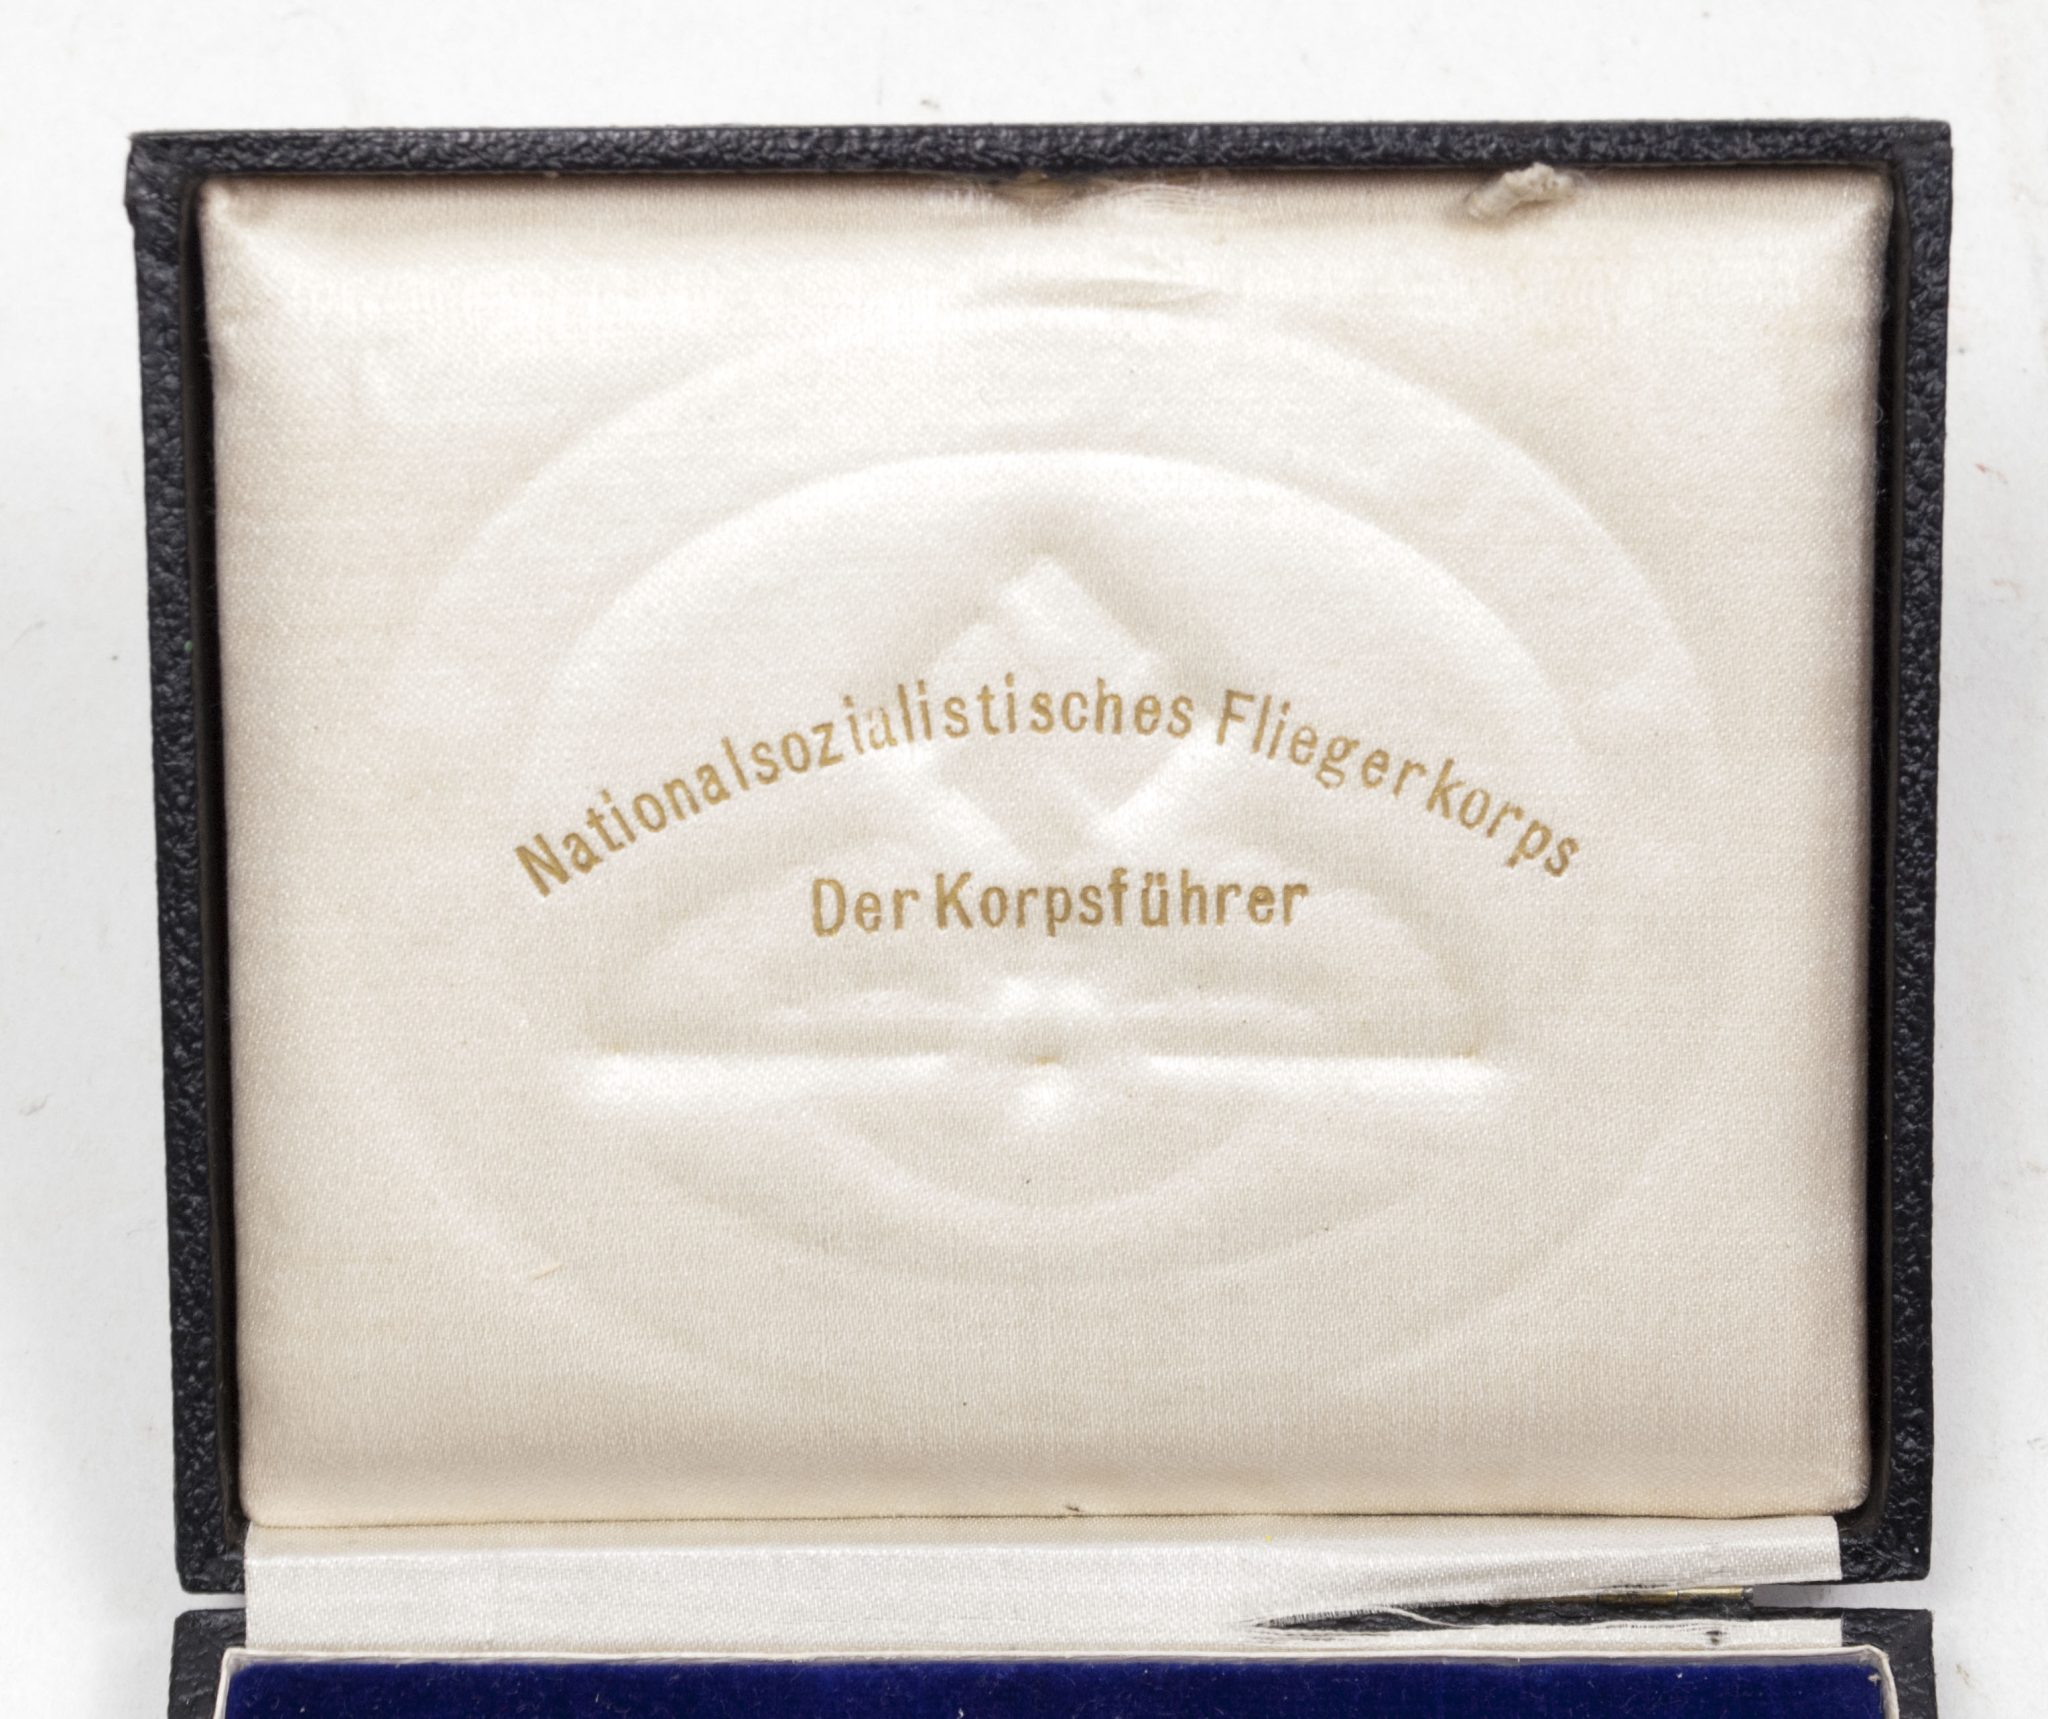 Nationalsozialistisches Fliegerkorps
Der Korpsführer